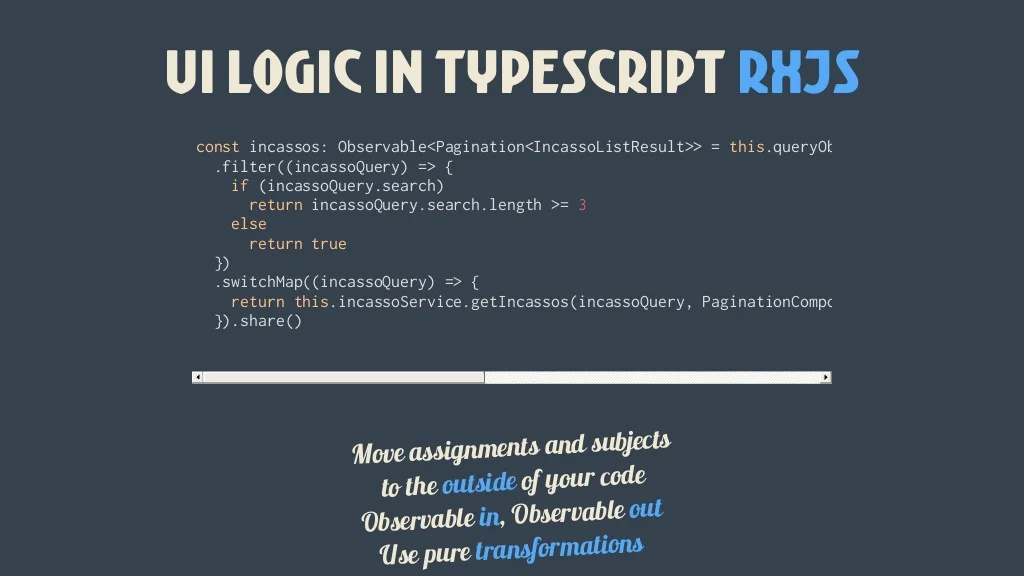 UI LOGIC IN TYPESCRIPT RXJS
const incassos: Observable<Pagination<IncassoListResult>> = this.queryOb
  .filter((incassoQuery) => {
    if (incassoQuery.search)
      return incassoQuery.search.length >= 3
    else
      return true
  })
  .switchMap((incassoQuery) => {
    return this.incassoService.getIncassos(incassoQuery, PaginationCompo
  }).share()
Move assignments and subjects
to the outside of your code
Observable in, Observable out
Use pure transformations